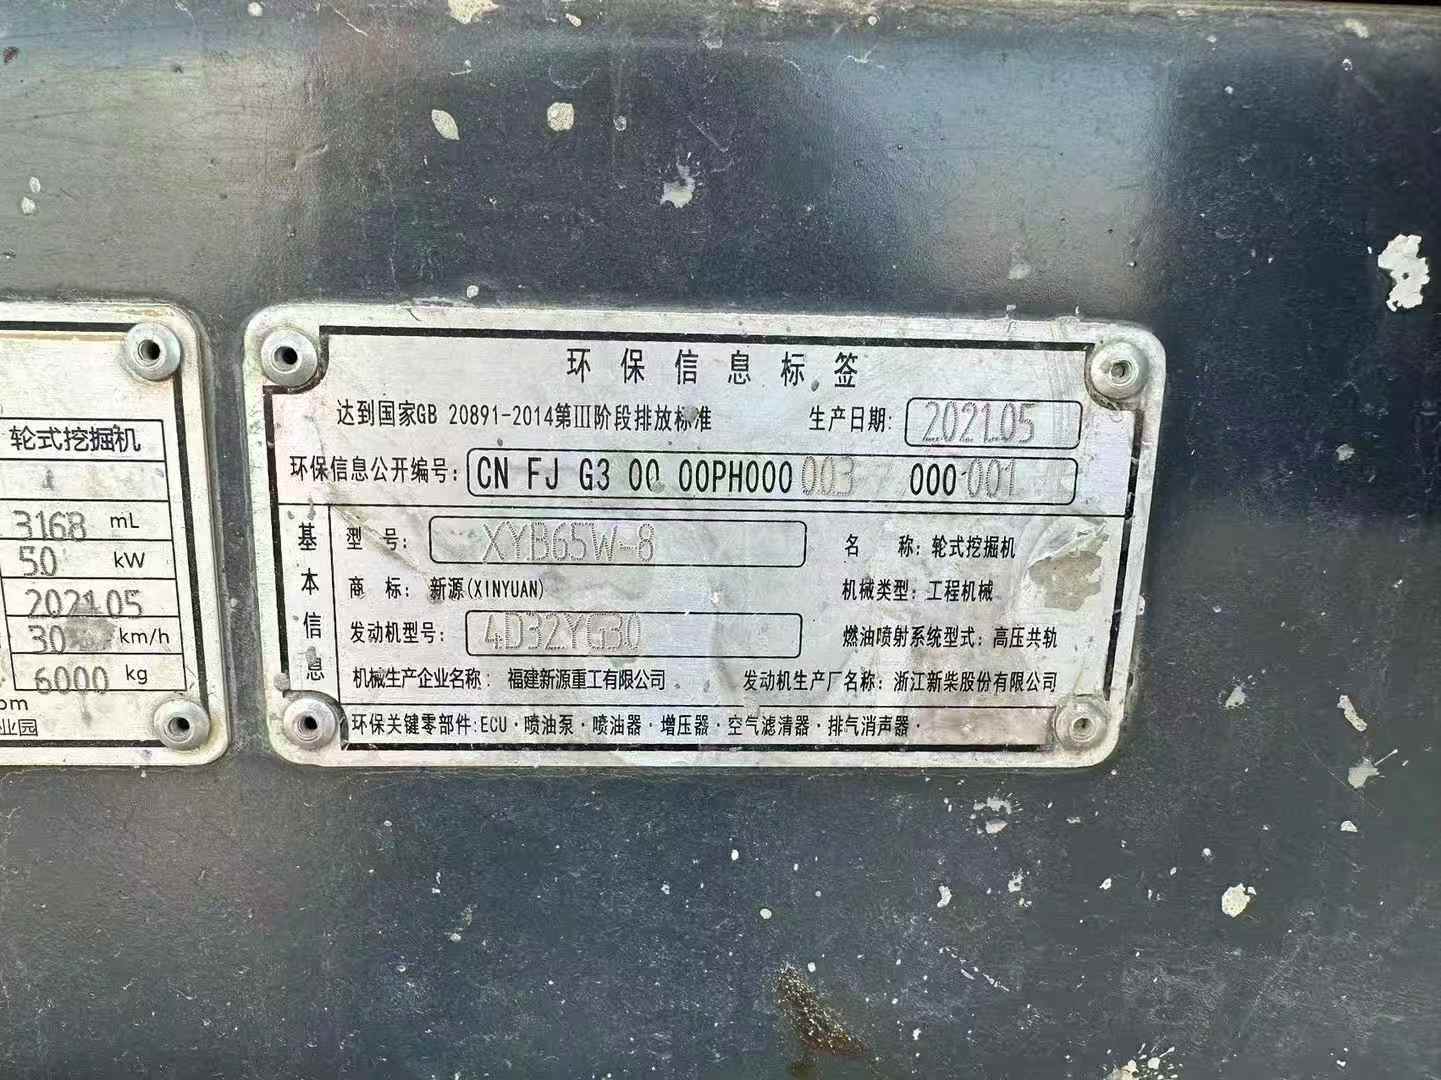 轮式挖掘机
3168 mL
50 kW
2021.05
30 km/h
6000 kg
业园
环保信息标签
达到国家GB 20891-2014第III阶段排放标准 生产日期: 2021.05
环保信息公开编号: CN FJ G3 00 00PH000 003 000 001
基本信息
型号: XYB65W-8 名称: 轮式挖掘机
商标: 新源(XINYUAN) 机械类型: 工程机械
发动机型号: 4D32YG30 燃油喷射系统型式: 高压共轨
机械生产企业名称: 福建新源重工有限公司 发动机生产厂名称: 浙江新柴股份有限公司
环保关键零部件: ECU·喷油泵·喷油器·增压器·空气滤清器·排气消声器·